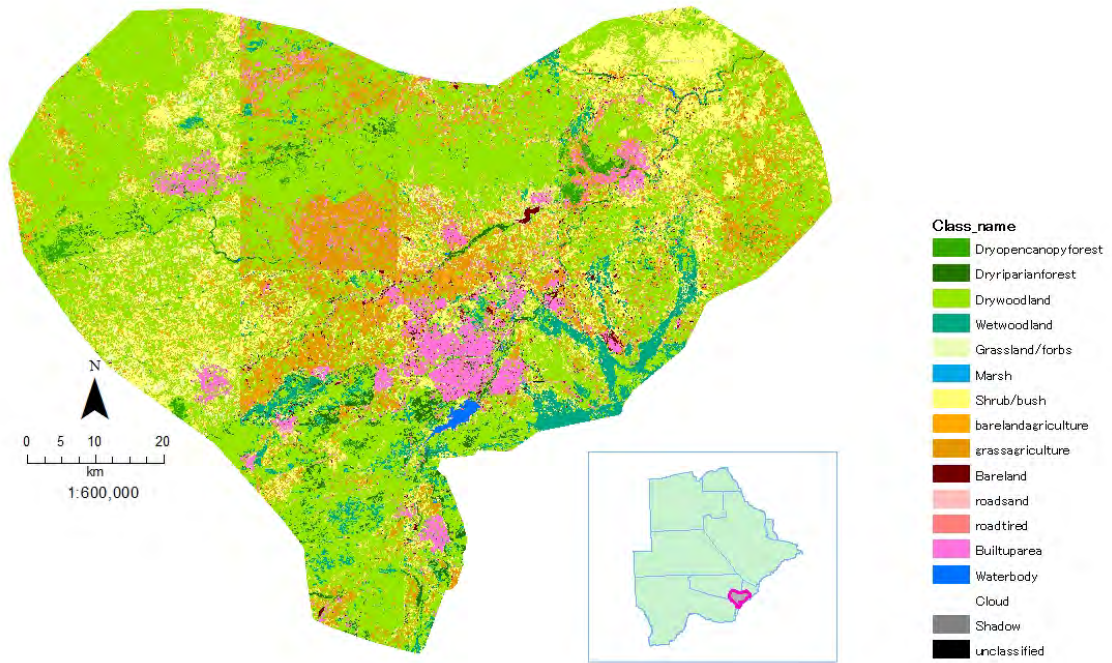 N
0 5 10 20
km
1:600,000
Class_name
Dryopencanopyforest
Dryriparianforest
Drywoodland
Wetwoodland
Grassland/forbs
Marsh
Shrub/bush
barelandagriculture
grassagriculture
Bareland
roadsand
roadtired
Builtuparea
Waterbody
Cloud
Shadow
unclassified